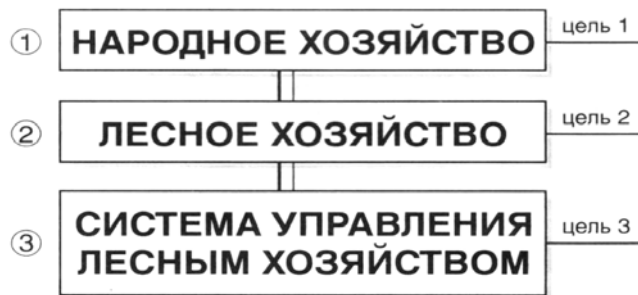 ① НАРОДНОЕ ХОЗЯЙСТВО цель 1
② ЛЕСНОЕ ХОЗЯЙСТВО цель 2
③ СИСТЕМА УПРАВЛЕНИЯ
ЛЕСНЫМ ХОЗЯЙСТВОМ цель 3